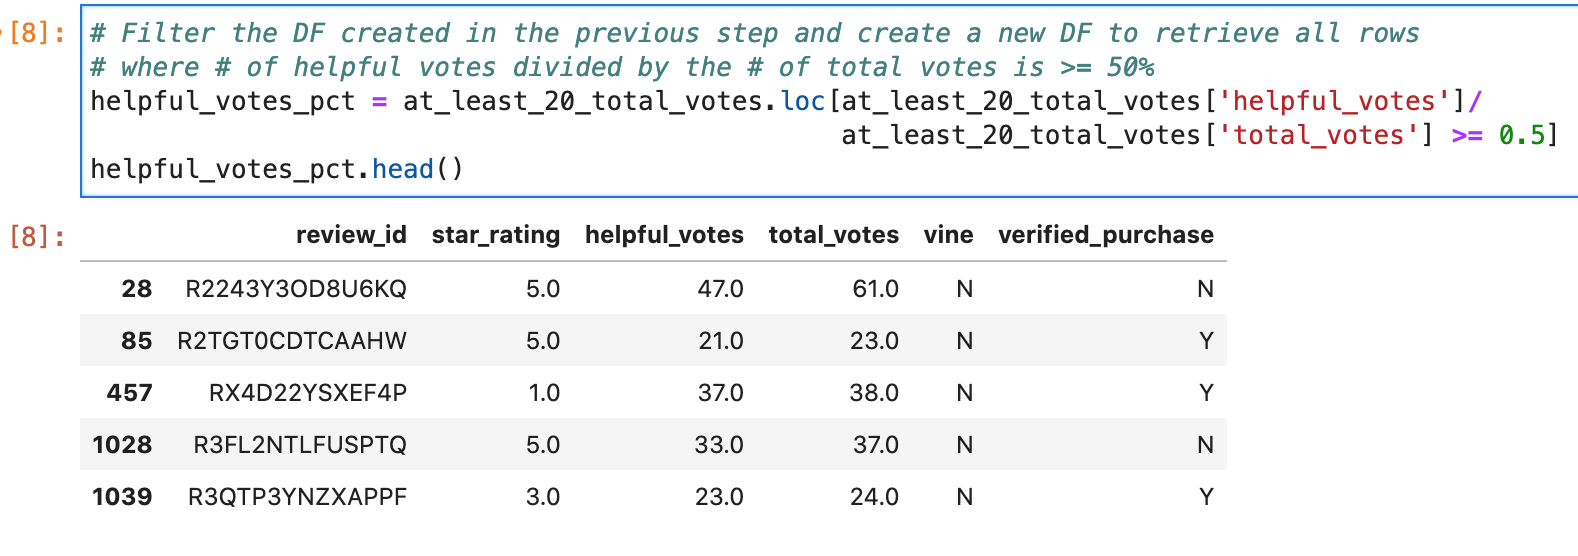 [8]: # Filter the DF created in the previous step and create a new DF to retrieve all rows
# where # of helpful votes divided by the # of total votes is >= 50%
helpful_votes_pct = at_least_20_total_votes.loc[at_least_20_total_votes['helpful_votes']/
at_least_20_total_votes['total_votes'] >= 0.5]
helpful_votes_pct.head()
[8]: review_id star_rating helpful_votes total_votes vine verified_purchase
28 R2243Y3OD8U6KQ 5.0 47.0 61.0 N N
85 R2TGT0CDTCAAHW 5.0 21.0 23.0 N Y
457 RX4D22YSXEF4P 1.0 37.0 38.0 N Y
1028 R3FL2NTLFUSPTQ 5.0 33.0 37.0 N N
1039 R3QTP3YNZXAPPF 3.0 23.0 24.0 N Y